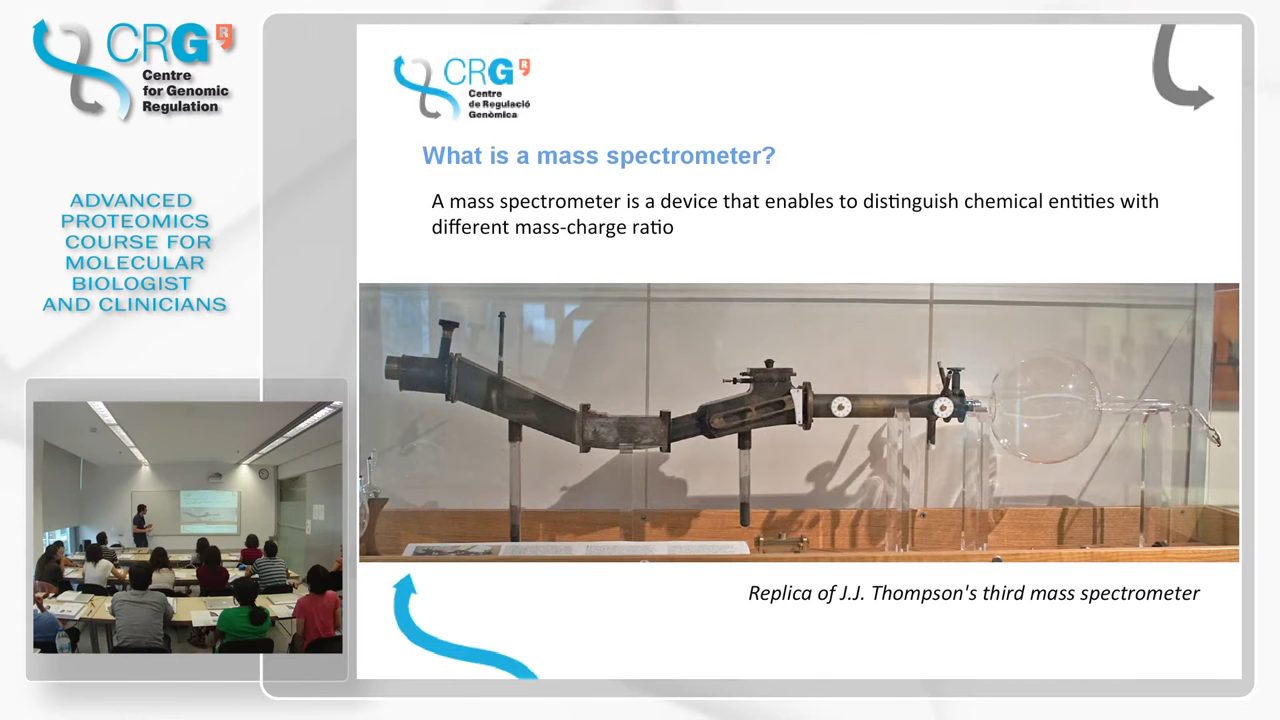 CRG
R
Centre
for Genomic
Regulation
ADVANCED
PROTEOMICS
COURSE FOR
MOLECULAR
BIOLOGIST
AND CLINICIANS
CRG
R
Centre
de Regulació
Genòmica
What is a mass spectrometer?
A mass spectrometer is a device that enables to distinguish chemical entities with
different mass-charge ratio
Replica of J.J. Thompson's third mass spectrometer